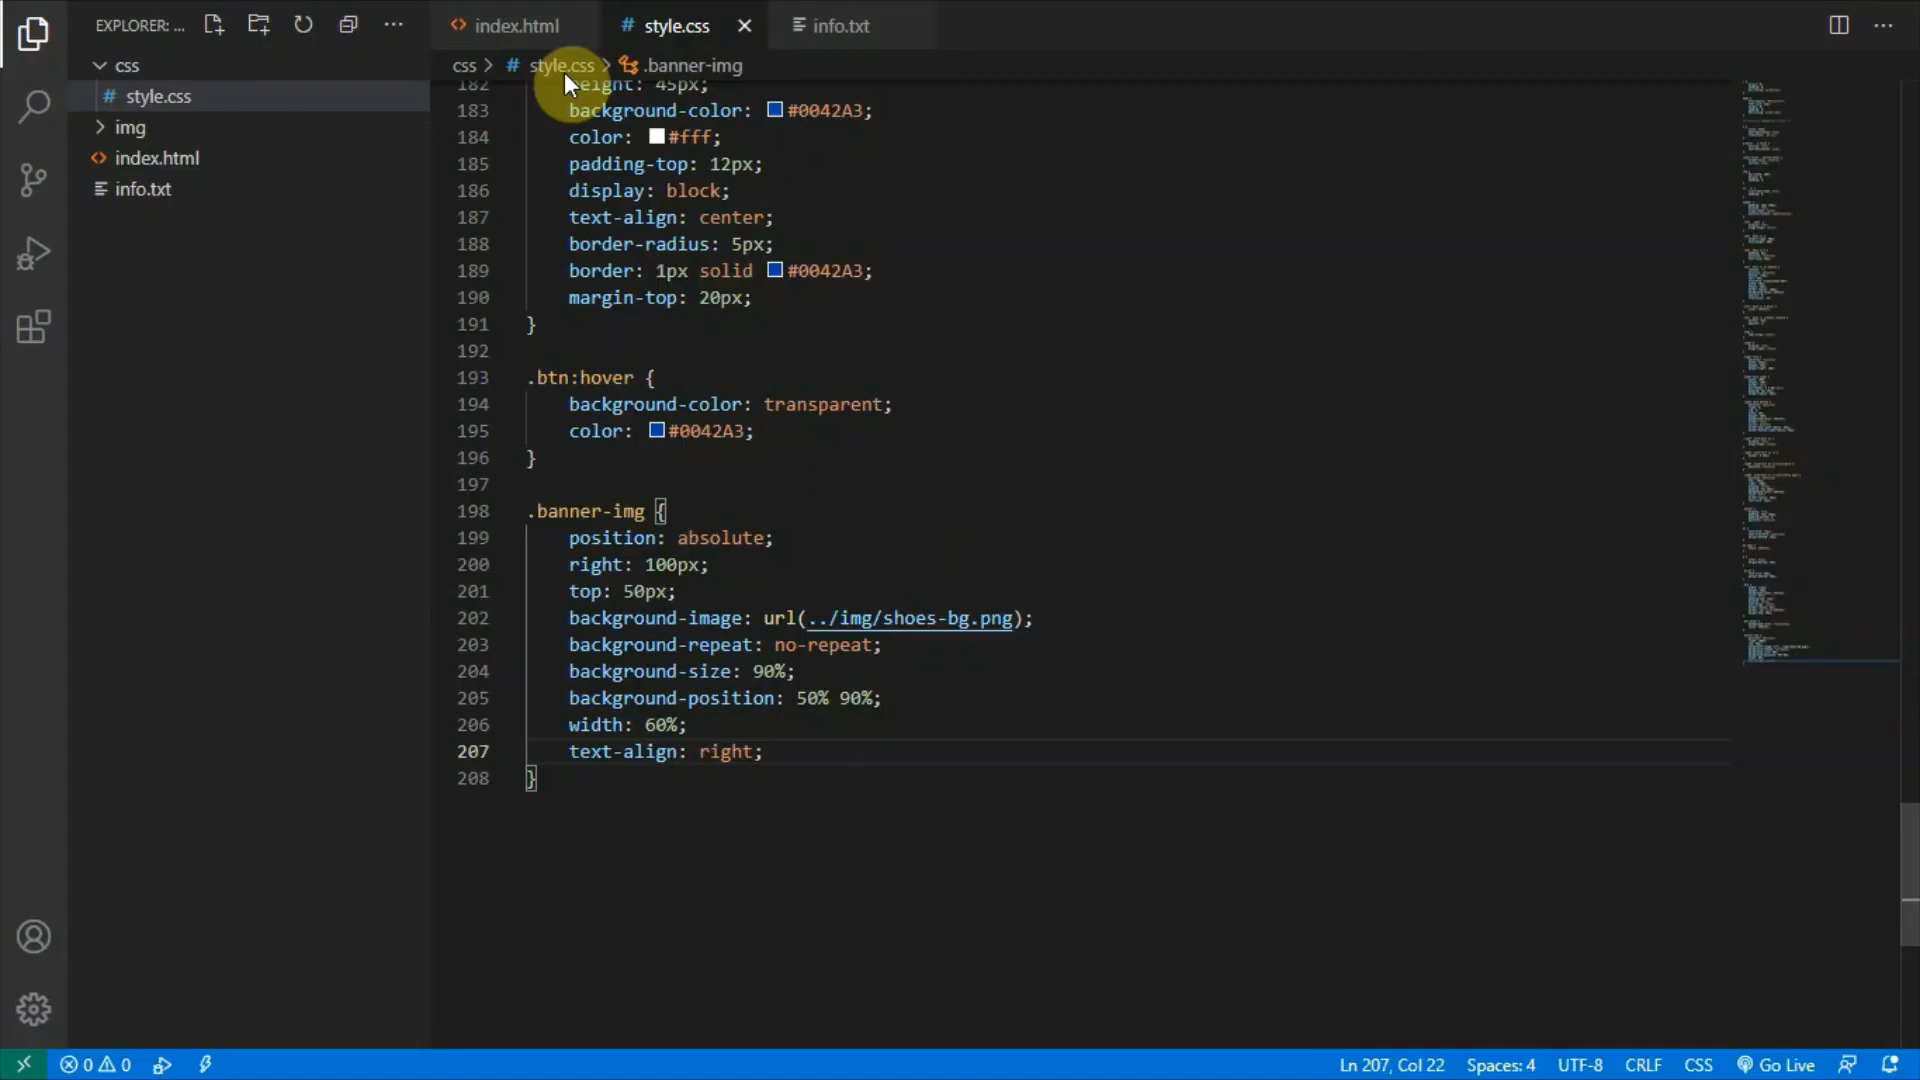 EXPLORER: ...
index.html
style.css
info.txt
css
style.css
img
index.html
info.txt
css > # style.css > .banner-img
182 height: 45px;
183 background-color: #0042A3;
184 color: #fff;
185 padding-top: 12px;
186 display: block;
187 text-align: center;
188 border-radius: 5px;
189 border: 1px solid #0042A3;
190 margin-top: 20px;
191 }
192
193 .btn:hover {
194 background-color: transparent;
195 color: #0042A3;
196 }
197
198 .banner-img {
199 position: absolute;
200 right: 100px;
201 top: 50px;
202 background-image: url(../img/shoes-bg.png);
203 background-repeat: no-repeat;
204 background-size: 90%;
205 background-position: 50% 90%;
206 width: 60%;
207 text-align: right;
208 }
0 0
Ln 207, Col 22 Spaces: 4 UTF-8 CRLF CSS Go Live